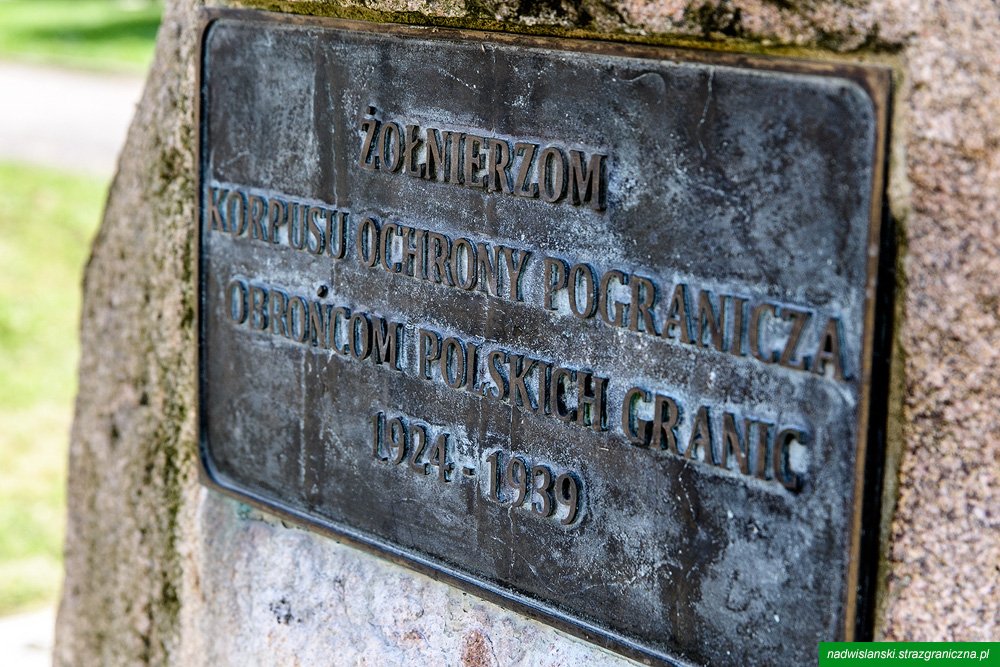 ŻOŁNIERZOM
KORPUSU OCHRONY POGRANICZA
OBROŃCOM POLSKICH GRANIC
1924 - 1939
nadwislanski.strazgraniczna.pl